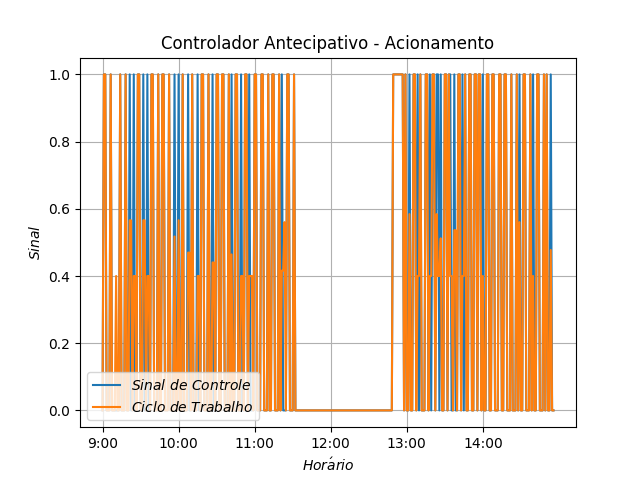 Controlador Antecipativo - Acionamento
1.0
0.8
0.6
0.4
0.2
0.0
Sinal
Sinal de Controle
Ciclo de Trabalho
9:00 10:00 11:00 12:00 13:00 14:00
Horário